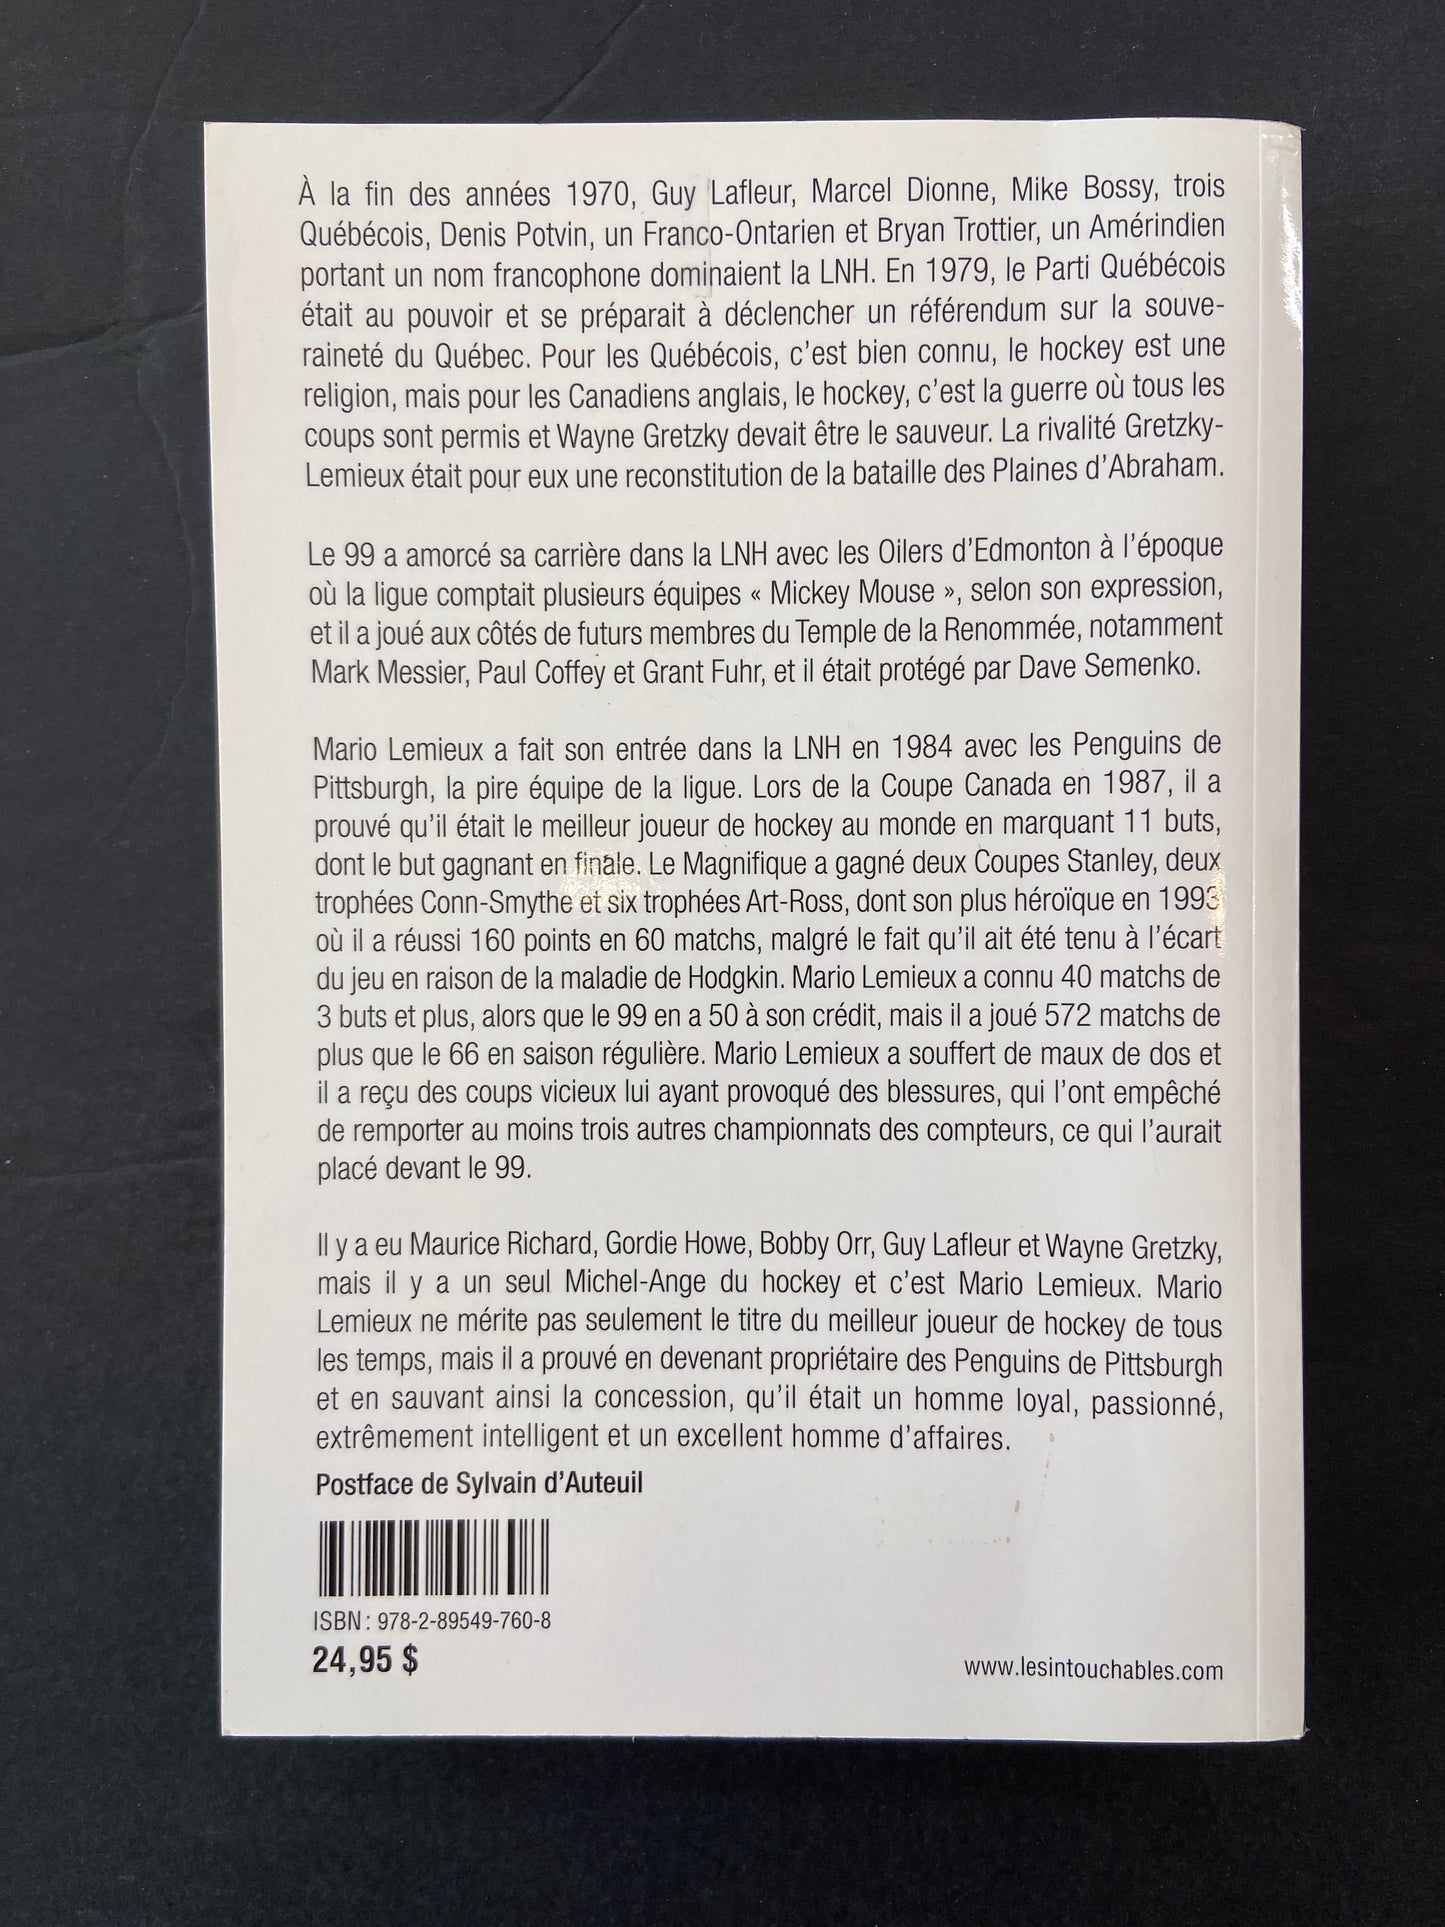 À la fin des années 1970, Guy Lafleur, Marcel Dionne, Mike Bossy, trois
Québécois, Denis Potvin, un Franco-Ontarien et Bryan Trottier, un Amérindien
portant un nom francophone dominaient la LNH. En 1979, le Parti Québécois
était au pouvoir et se préparait à déclencher un référendum sur la souve-
raineté du Québec. Pour les Québécois, c'est bien connu, le hockey est une
religion, mais pour les Canadiens anglais, le hockey, c'est la guerre où tous les
coups sont permis et Wayne Gretzky devait être le sauveur. La rivalité Gretzky-
Lemieux était pour eux une reconstitution de la bataille des Plaines d'Abraham.
Le 99 a amorcé sa carrière dans la LNH avec les Oilers d'Edmonton à l'époque
où la ligue comptait plusieurs équipes « Mickey Mouse », selon son expression,
et il a joué aux côtés de futurs membres du Temple de la Renommée, notamment
Mark Messier, Paul Coffey et Grant Fuhr, et il était protégé par Dave Semenko.
Mario Lemieux a fait son entrée dans la LNH en 1984 avec les Penguins de
Pittsburgh, la pire équipe de la ligue. Lors de la Coupe Canada en 1987, il a
prouvé qu'il était le meilleur joueur de hockey au monde en marquant 11 buts,
dont le but gagnant en finale. Le Magnifique a gagné deux Coupes Stanley, deux
trophées Conn-Smythe et six trophées Art-Ross, dont son plus héroïque en 1993
où il a réussi 160 points en 60 matchs, malgré le fait qu'il ait été tenu à l'écart
du jeu en raison de la maladie de Hodgkin. Mario Lemieux a connu 40 matchs de
3 buts et plus, alors que le 99 en a 50 à son crédit, mais il a joué 572 matchs de
plus que le 66 en saison régulière. Mario Lemieux a souffert de maux de dos et
il a reçu des coups vicieux lui ayant provoqué des blessures, qui l'ont empêché
de remporter au moins trois autres championnats des compteurs, ce qui l'aurait
placé devant le 99.
Il y a eu Maurice Richard, Gordie Howe, Bobby Orr, Guy Lafleur et Wayne Gretzky,
mais il y a un seul Michel-Ange du hockey et c'est Mario Lemieux. Mario
Lemieux ne mérite pas seulement le titre du meilleur joueur de hockey de tous
les temps, mais il a prouvé en devenant propriétaire des Penguins de Pittsburgh
et en sauvant ainsi la concession, qu'il était un homme loyal, passionné,
extrêmement intelligent et un excellent homme d'affaires.
Postface de Sylvain d'Auteuil
ISBN : 978-2-89549-760-8
24,95 $
www.lesintouchables.com